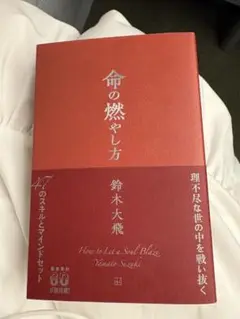 命の燃やし方
鈴木大飛
理不尽な世の中を戦い抜く
47のスキルとマインドセット
How to Let a Soul Blaze
Yamato Suzuki